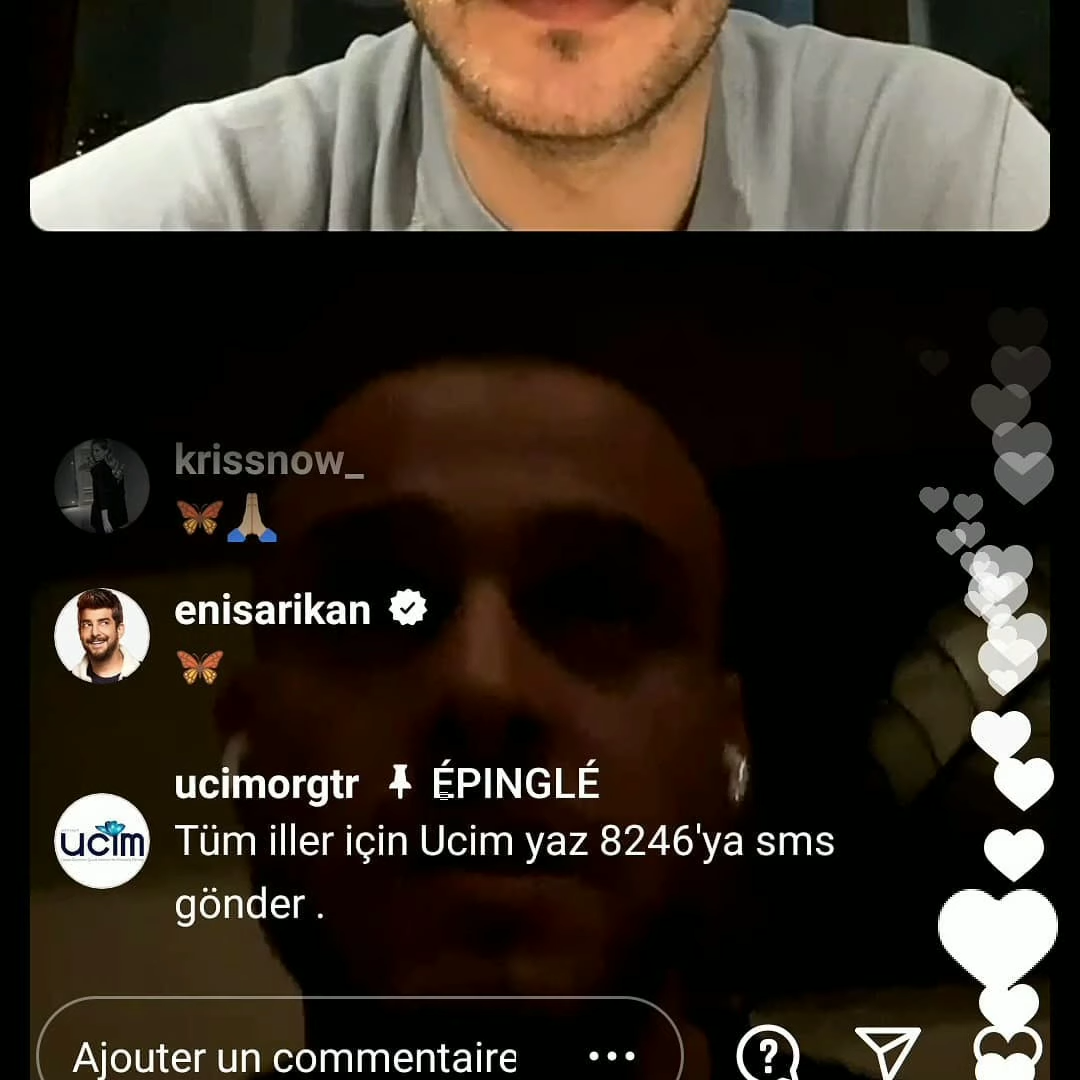 krissnow_
enisarikan
ucimorgtr ÉPINGLÉ
ucim
Tüm iller için Ucim yaz 8246'ya sms
gönder .
Ajouter un commentaire